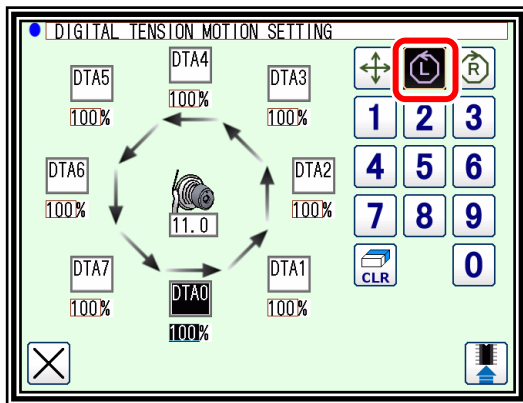 DIGITAL TENSION MOTION SETTING
DTA4
100%
DTA5
100%
DTA3
100%
L
R
1 2 3
DTA6
100%
DTA2
100%
4 5 6
11.0
7 8 9
DTA7
100%
DTA0
100%
DTA1
100%
CLR
0